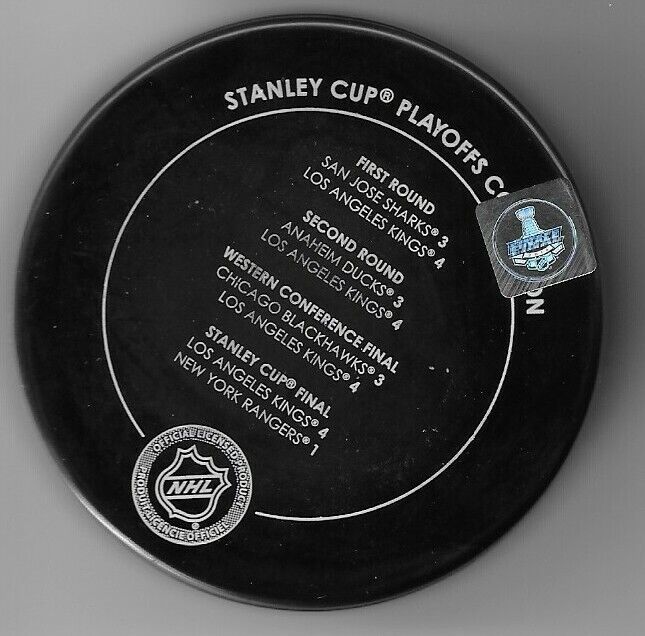 STANLEY CUP® PLAYOFFS
FIRST ROUND
SAN JOSE SHARKS® 3
LOS ANGELES KINGS® 4
SECOND ROUND
ANAHEIM DUCKS® 3
LOS ANGELES KINGS® 4
WESTERN CONFERENCE FINAL
CHICAGO BLACKHAWKS® 3
LOS ANGELES KINGS® 4
STANLEY CUP® FINAL
LOS ANGELES KINGS® 4
NEW YORK RANGERS® 1
OFFICIAL LICENSED PRODUCT
NHL
®
PRODUIT LICENCIÉ OFFICIEL